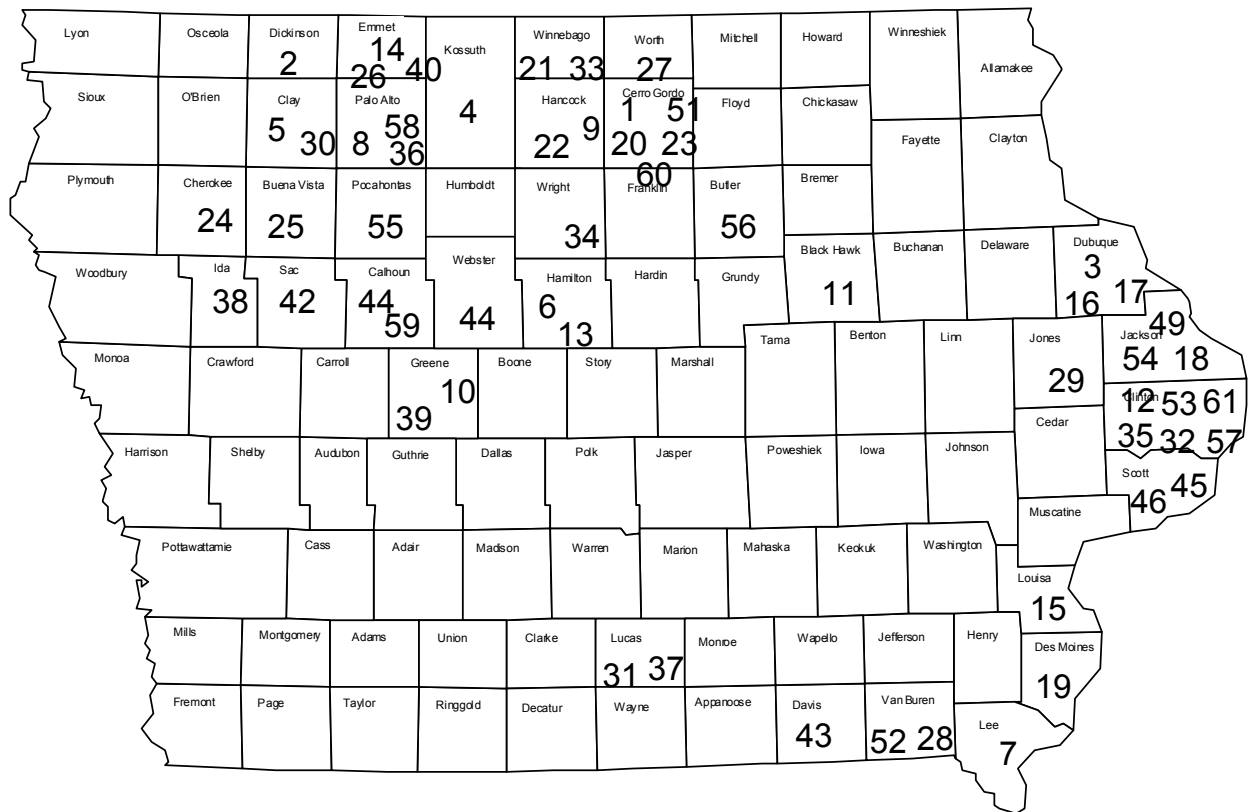 Lyon
Osceola
Dickinson
2
Emmet
14
26 40
Kossuth
4
Winnebago
21 33
Worth
27
Mitchell
Howard
Winneshiek
Allamakee
Sioux
O'Brien
Clay
5
30
Palo Alto
58
8
36
Hancock
9
22
Cerro Gordo
1 51
20 23
60
Floyd
Chickasaw
Fayette
Clayton
Plymouth
Cherokee
24
Buena Vista
25
Pocahontas
55
Humboldt
Wright
34
Franklin
Butler
56
Bremer
Woodbury
Ida
38
Sac
42
Calhoun
44
59
Webster
44
Hamilton
6
13
Hardin
Grundy
Black Hawk
11
Buchanan
Delaware
Dubuque
3
17
16
Monoa
Crawford
Carroll
Greene
10
39
Boone
Story
Marshall
Tama
Benton
Linn
Jones
29
49
Jackson
54 18
Clinton
12 53 61
35 32 57
Cedar
Harrison
Shelby
Audubon
Guthrie
Dallas
Polk
Jasper
Poweshiek
Iowa
Johnson
Scott
45
46
Muscatine
Pottawattamie
Cass
Adair
Madison
Warren
Marion
Mahaska
Keokuk
Washington
Louisa
15
Mills
Montgomery
Adams
Union
Clarke
Lucas
31 37
Monroe
Wapello
Jefferson
Henry
Des Moines
19
Fremont
Page
Taylor
Ringgold
Decatur
Wayne
Appanoose
Davis
43
Van Buren
52 28
Lee
7